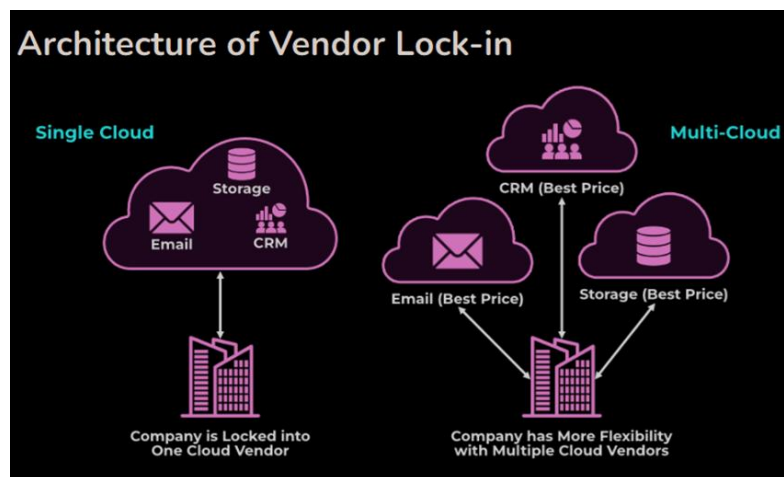 Architecture of Vendor Lock-in
Single Cloud
Storage
Email
CRM
Company is Locked into
One Cloud Vendor
Multi-Cloud
CRM (Best Price)
Email (Best Price)
Storage (Best Price)
Company has More Flexibility
with Multiple Cloud Vendors